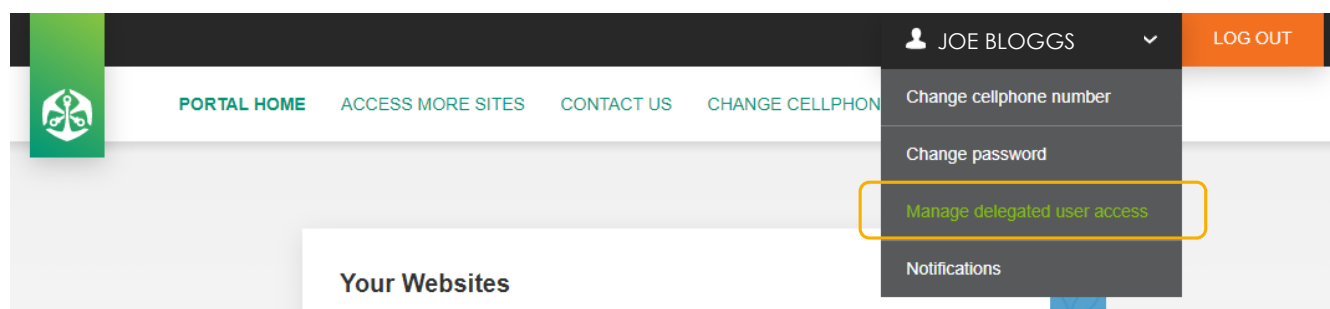 JOE BLOGGS
LOG OUT
PORTAL HOME ACCESS MORE SITES CONTACT US CHANGE CELLPHON
Change cellphone number
Change password
Manage delegated user access
Notifications
Your Websites